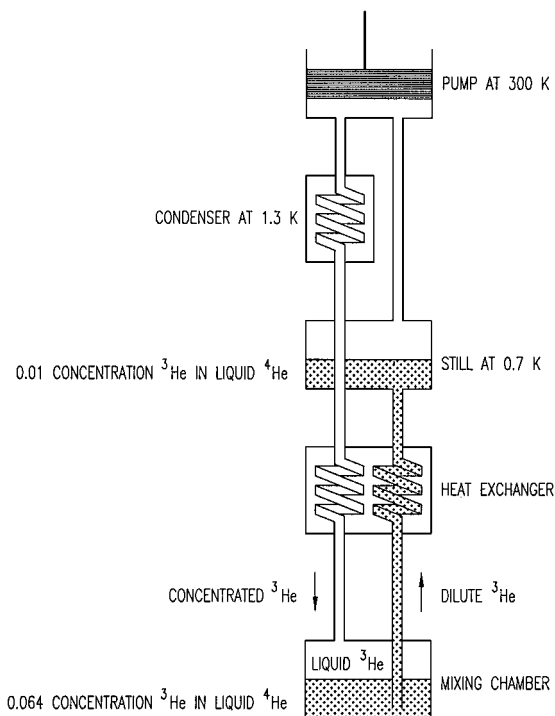 PUMP AT 300 K
CONDENSER AT 1.3 K
0.01 CONCENTRATION ³He IN LIQUID ⁴He
STILL AT 0.7 K
HEAT EXCHANGER
CONCENTRATED ³He
DILUTE ³He
LIQUID ³He
MIXING CHAMBER
0.064 CONCENTRATION ³He IN LIQUID ⁴He